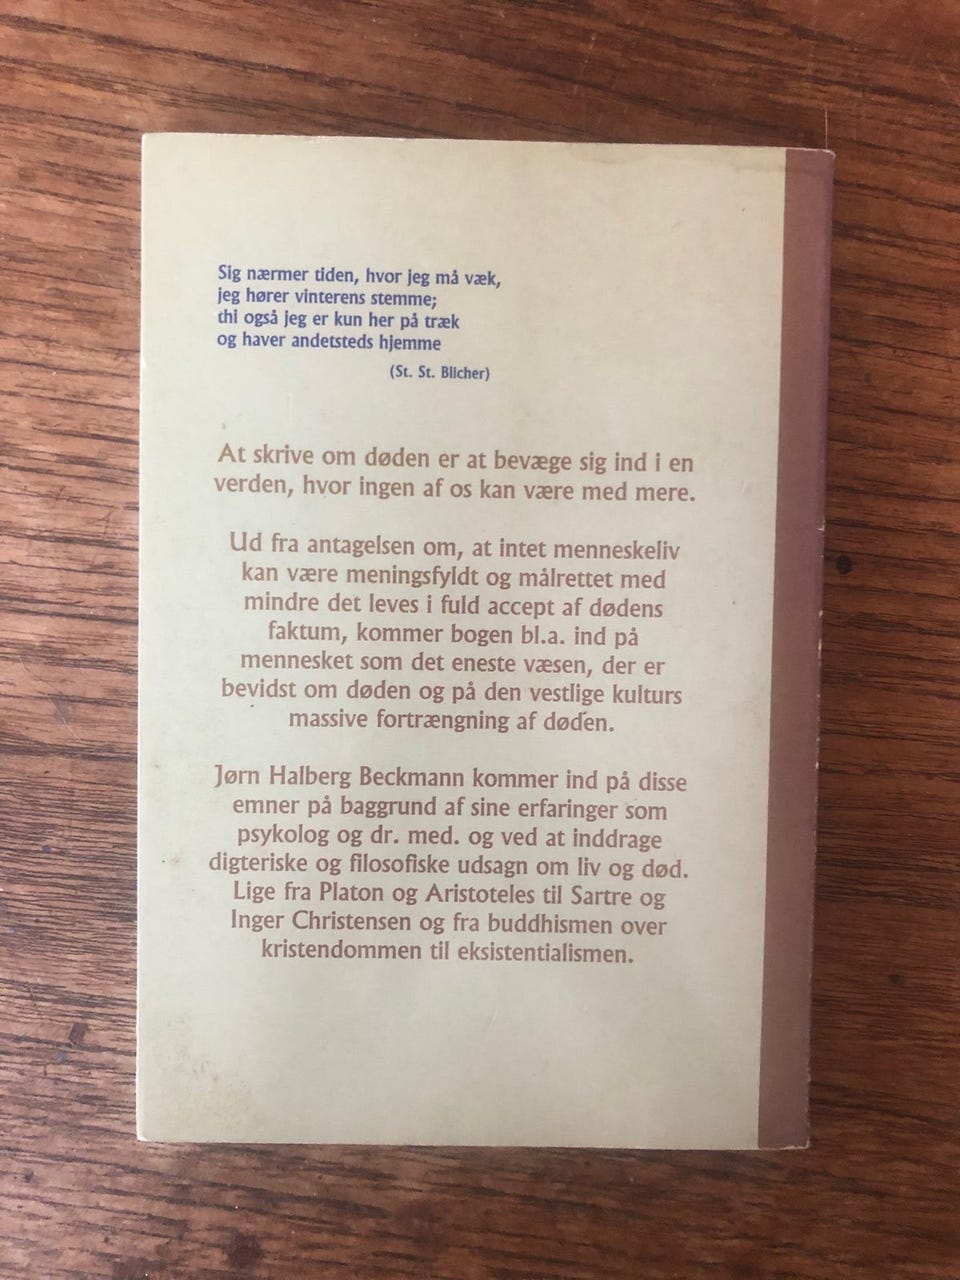 Sig nærmer tiden, hvor jeg må væk,
jeg hører vinterens stemme;
thi også jeg er kun her på træk
og haver andetsteds hjemme
(St. St. Blicher)
At skrive om døden er at bevæge sig ind i en
verden, hvor ingen af os kan være med mere.
Ud fra antagelsen om, at intet menneskeliv
kan være meningsfyldt og målrettet med
mindre det leves i fuld accept af dødens
faktum, kommer bogen bl.a. ind på
mennesket som det eneste væsen, der er
bevidst om døden og på den vestlige kulturs
massive fortrængning af døden.
Jørn Halberg Beckmann kommer ind på disse
emner på baggrund af sine erfaringer som
psykolog og dr. med. og ved at inddrage
digteriske og filosofiske udsagn om liv og død.
Lige fra Platon og Aristoteles til Sartre og
Inger Christensen og fra buddhismen over
kristendommen til eksistentialismen.